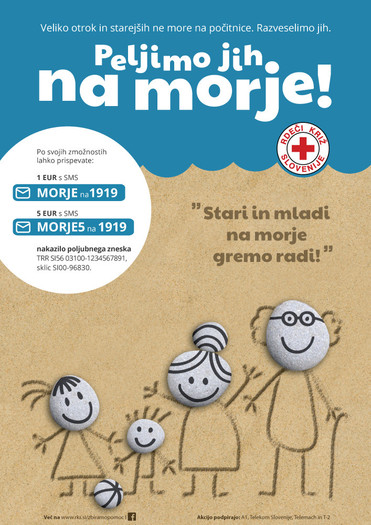 Veliko otrok in starejših ne more na počitnice. Razveselimo jih.
Peljimo jih
na morje!
RDEČI KRIŽ
SLOVENIJE
Po svojih zmožnostih
lahko prispevate:
1 EUR s SMS
MORJE na 1919
5 EUR s SMS
MORJE5 na 1919
nakazilo poljubnega zneska
TRR SI56 03100-1234567891,
sklic SI00-96830.
"Stari in mladi
na morje
gremo radi!"
Več na www.rks.si/zbiramopomoc |
Akcijo podpirajo: A1, Telekom Slovenije, Telemach in T-2